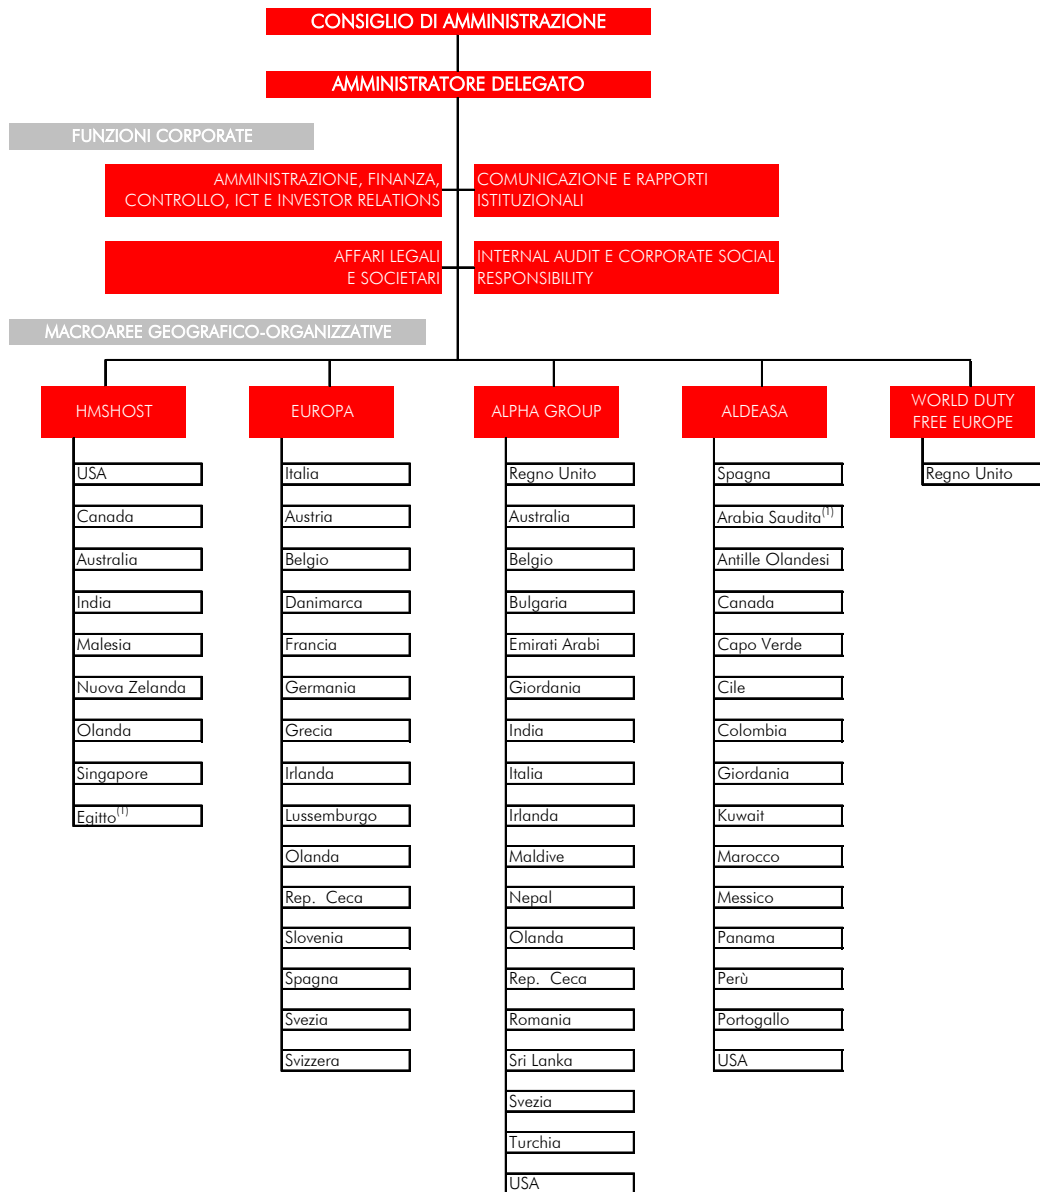 CONSIGLIO DI AMMINISTRAZIONE
AMMINISTRATORE DELEGATO
FUNZIONI CORPORATE
AMMINISTRAZIONE, FINANZA,
CONTROLLO, ICT E INVESTOR RELATIONS
COMUNICAZIONE E RAPPORTI
ISTITUZIONALI
AFFARI LEGALI
E SOCIETARI
INTERNAL AUDIT E CORPORATE SOCIAL
RESPONSIBILITY
MACROAREE GEOGRAFICO-ORGANIZZATIVE
HMSHOST
USA
Canada
Australia
India
Malesia
Nuova Zelanda
Olanda
Singapore
Egitto(1)
EUROPA
Italia
Austria
Belgio
Danimarca
Francia
Germania
Grecia
Irlanda
Lussemburgo
Olanda
Rep. Ceca
Slovenia
Spagna
Svezia
Svizzera
ALPHA GROUP
Regno Unito
Australia
Belgio
Bulgaria
Emirati Arabi
Giordania
India
Italia
Irlanda
Maldive
Nepal
Olanda
Rep. Ceca
Romania
Sri Lanka
Svezia
Turchia
USA
ALDEASA
Spagna
Arabia Saudita(1)
Antille Olandesi
Canada
Capo Verde
Cile
Colombia
Giordania
Kuwait
Marocco
Messico
Panama
Perù
Portogallo
USA
WORLD DUTY
FREE EUROPE
Regno Unito